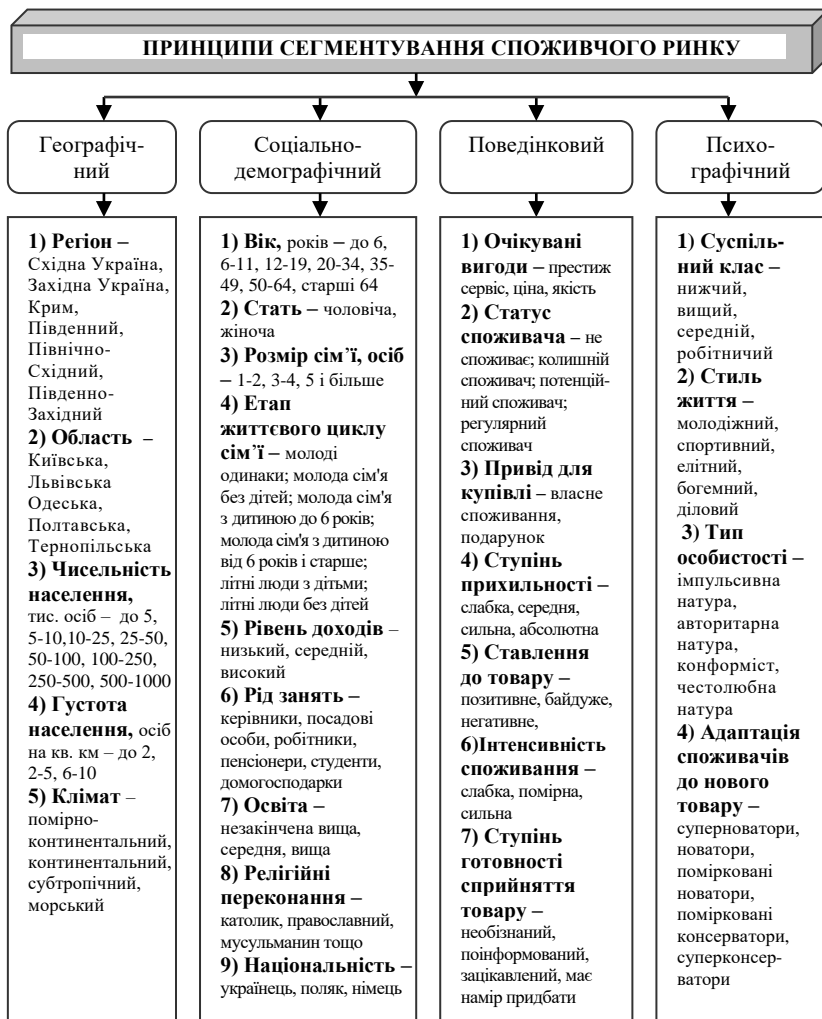 ПРИНЦИПИ СЕГМЕНТУВАННЯ СПОЖИВЧОГО РИНКУ
Географіч-
ний
Соціально-
демографічний
Поведінковий
Психо-
графічний
1) Регіон –
Східна Україна,
Західна Україна,
Крим,
Південний,
Північно-
Східний,
Південно-
Західний
2) Область –
Київська,
Львівська
Одеська,
Полтавська,
Тернопільська
3) Чисельність
населення,
тис. осіб – до 5,
5-10,10-25, 25-50,
50-100, 100-250,
250-500, 500-1000
4) Густота
населення, осіб
на кв. км – до 2,
2-5, 6-10
5) Клімат –
помірно-
континентальний,
континентальний,
субтропічний,
морський
1) Вік, років – до 6,
6-11, 12-19, 20-34, 35-
49, 50-64, старші 64
2) Стать – чоловіча,
жіноча
3) Розмір сім’ї, осіб
– 1-2, 3-4, 5 і більше
4) Етап
життєвого циклу
сім’ї – молоді
одинаки; молода сім'я
без дітей; молода сім'я
з дитиною до 6 років;
молода сім'я з дитиною
від 6 років і старше;
літні люди з дітьми;
літні люди без дітей
5) Рівень доходів –
низький, середній,
високий
6) Рід занять –
керівники, посадові
особи, робітники,
пенсіонери, студенти,
домогосподарки
7) Освіта –
незакінчена вища,
середня, вища
8) Релігійні
переконання –
католик, православний,
мусульманин тощо
9) Національність –
українець, поляк, німець
1) Очікувані
вигоди – престиж
сервіс, ціна, якість
2) Статус
споживача – не
споживає; колишній
споживач; потенцій-
ний споживач;
регулярний
споживач
3) Привід для
купівлі – власне
споживання,
подарунок
4) Ступінь
прихильності –
слабка, середня,
сильна, абсолютна
5) Ставлення
до товару –
позитивне, байдуже,
негативне,
6)Інтенсивність
споживання –
слабка, помірна,
сильна
7) Ступінь
готовності
сприйняття
товару –
необізнаний,
поінформований,
зацікавлений, має
намір придбати
1) Суспіль-
ний клас –
нижчий,
вищий,
середній,
робітничий
2) Стиль
життя –
молодіжний,
спортивний,
елітний,
богемний,
діловий
3) Тип
особистості –
імпульсивна
натура,
авторитарна
натура,
конформіст,
честолюбна
натура
4) Адаптація
споживачів
до нового
товару –
суперноватори,
новатори,
помірковані
новатори,
помірковані
консерватори,
суперконсер-
ватори